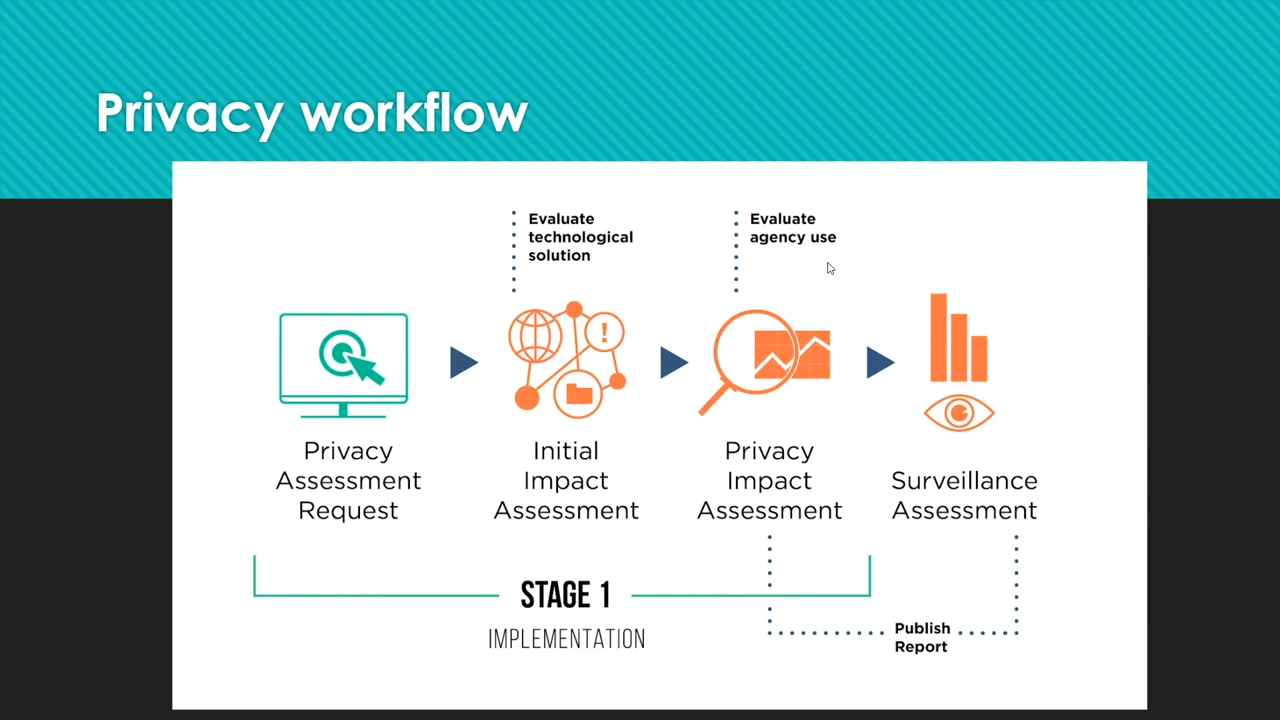 Privacy workflow
Evaluate
technological
solution
Evaluate
agency use
!
Privacy
Assessment
Request
Initial
Impact
Assessment
Privacy
Impact
Assessment
Surveillance
Assessment
STAGE 1
IMPLEMENTATION
Publish
Report